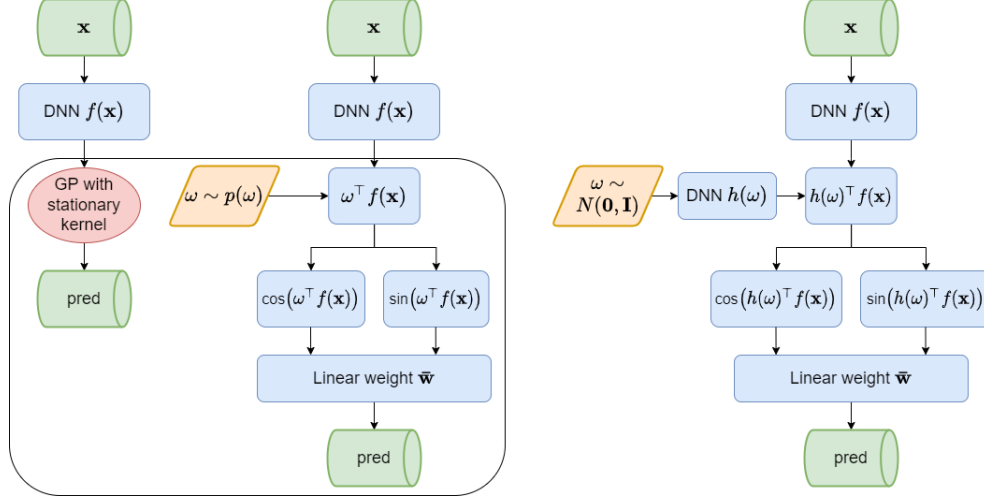 x
DNN f(x)
GP with
stationary
kernel
pred
x
DNN f(x)
ω ∼ p(ω)
ω⊤ f(x)
cos(ω⊤ f(x))
sin(ω⊤ f(x))
Linear weight w̄
pred
x
DNN f(x)
ω ∼
N(0, I)
DNN h(ω)
h(ω)⊤ f(x)
cos(h(ω)⊤ f(x))
sin(h(ω)⊤ f(x))
Linear weight w̄
pred